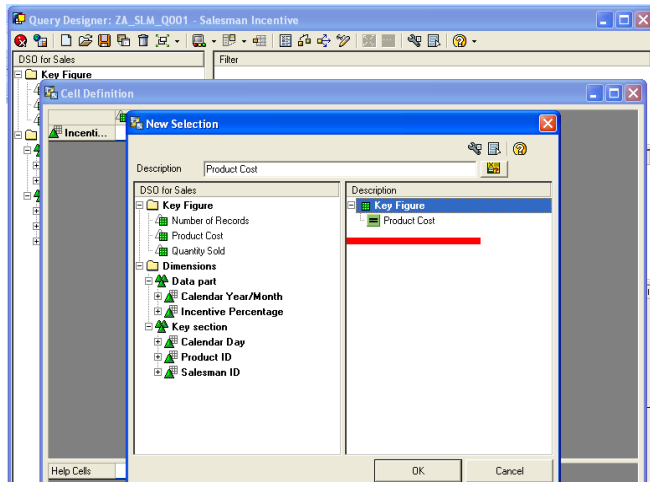 Query Designer: ZA_SLM_Q001 - Salesman Incentive
DSO for Sales
Filter
Key Figure
Cell Definition
Incenti...
New Selection
Description
Product Cost
DSO for Sales
Description
Key Figure
Number of Records
Product Cost
Quantity Sold
Dimensions
Data part
Calendar Year/Month
Incentive Percentage
Key section
Calendar Day
Product ID
Salesman ID
Key Figure
Product Cost
Help Cells
OK
Cancel